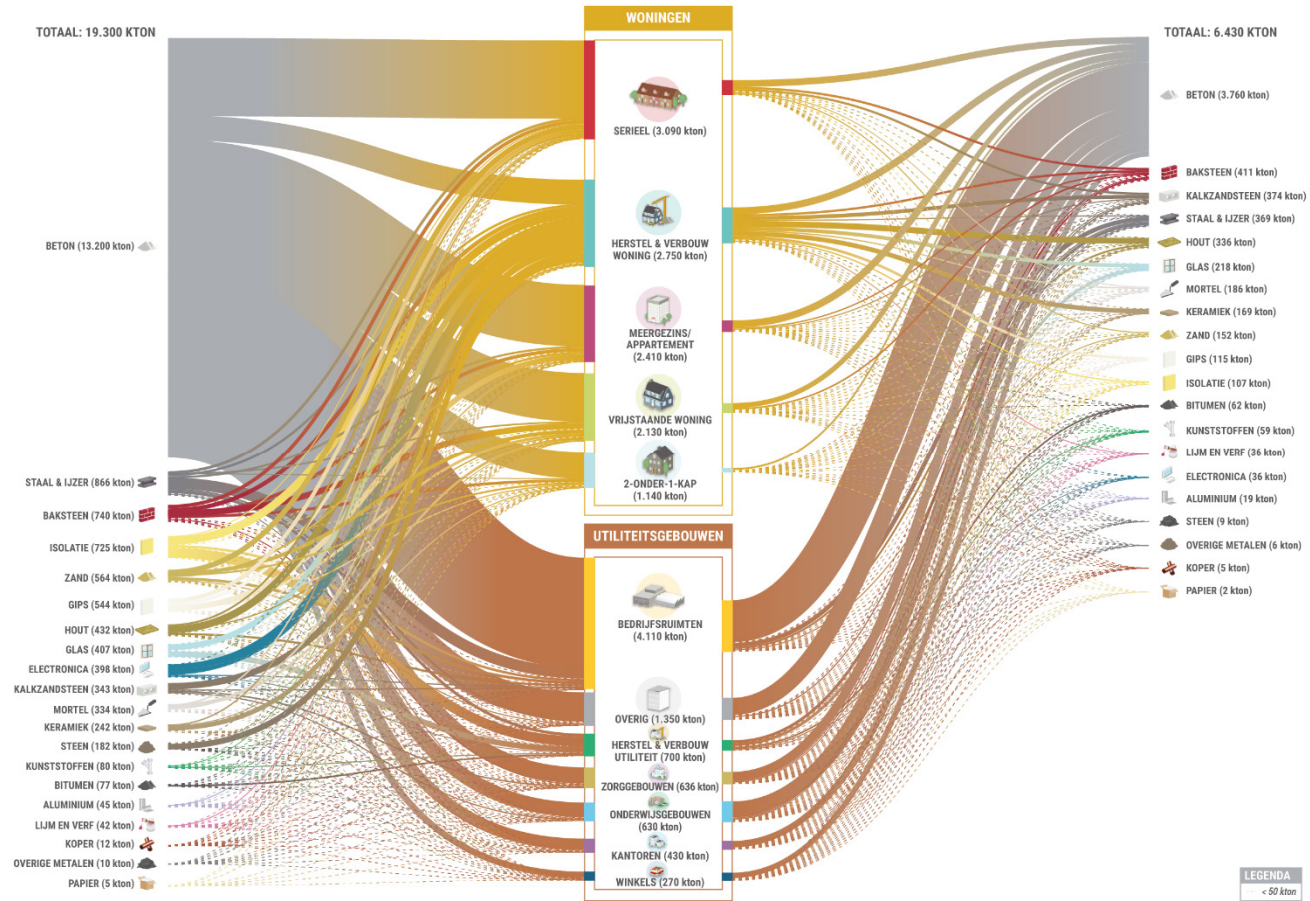 TOTAAL: 19.300 KTON
BETON (13.200 kton)
STAAL & IJZER (866 kton)
BAKSTEEN (740 kton)
ISOLATIE (725 kton)
ZAND (564 kton)
GIPS (544 kton)
HOUT (432 kton)
GLAS (407 kton)
ELECTRONICA (398 kton)
KALKZANDSTEEN (343 kton)
MORTEL (334 kton)
KERAMIEK (242 kton)
STEEN (182 kton)
KUNSTSTOFFEN (80 kton)
BITUMEN (77 kton)
ALUMINIUM (45 kton)
LIJM EN VERF (42 kton)
KOPER (12 kton)
OVERIGE METALEN (10 kton)
PAPIER (5 kton)
WONINGEN
SERIEEL (3.090 kton)
HERSTEL & VERBOUW
WONING (2.750 kton)
MEERGEZINS/
APPARTEMENT
(2.410 kton)
VRIJSTAANDE WONING
(2.130 kton)
2-ONDER-1-KAP
(1.140 kton)
UTILITEITSGEBOUWEN
BEDRIJFSRUIMTEN
(4.110 kton)
OVERIG (1.350 kton)
HERSTEL & VERBOUW
UTILITEIT (700 kton)
ZORGGEBOUWEN (636 kton)
ONDERWIJSGEBOUWEN
(630 kton)
KANTOREN (430 kton)
WINKELS (270 kton)
TOTAAL: 6.430 KTON
BETON (3.760 kton)
BAKSTEEN (411 kton)
KALKZANDSTEEN (374 kton)
STAAL & IJZER (369 kton)
HOUT (336 kton)
GLAS (218 kton)
MORTEL (186 kton)
KERAMIEK (169 kton)
ZAND (152 kton)
GIPS (115 kton)
ISOLATIE (107 kton)
BITUMEN (62 kton)
KUNSTSTOFFEN (59 kton)
LIJM EN VERF (36 kton)
ELECTRONICA (36 kton)
ALUMINIUM (19 kton)
STEEN (9 kton)
OVERIGE METALEN (6 kton)
KOPER (5 kton)
PAPIER (2 kton)
LEGENDA
< 50 kton